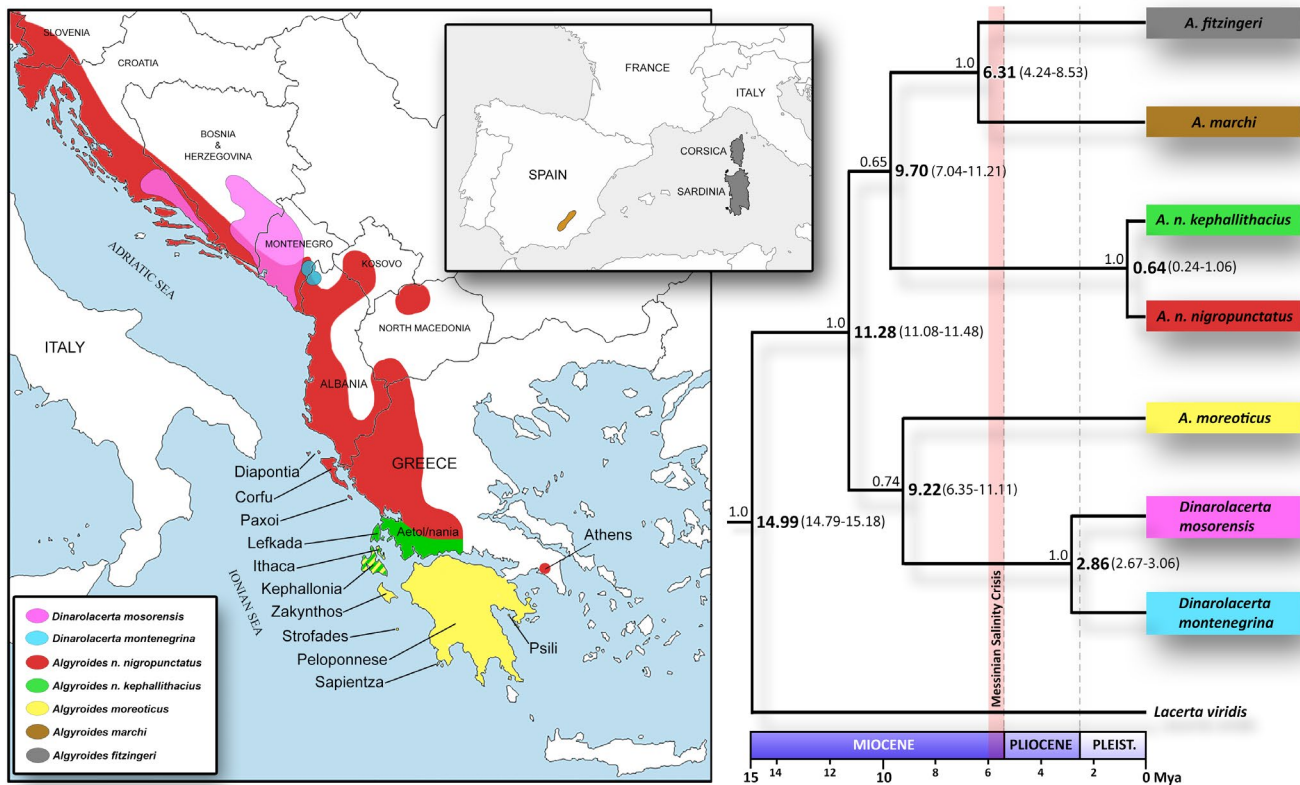 SLOVENIA
CROATIA
BOSNIA
&
HERZEGOVINA
MONTENEGRO
KOSOVO
NORTH MACEDONIA
ADRIATIC SEA
ITALY
ALBANIA
GREECE
Diapontia
Corfu
Paxoi
Lefkada
Ithaca
Kephallonia
Zakynthos
Strofades
Peloponnese
Sapientza
Aetol/nania
Athens
Psili
IONIAN SEA
Dinarolacerta mosorensis
Dinarolacerta montenegrina
Algyroides n. nigropunctatus
Algyroides n. kephallithacius
Algyroides moreoticus
Algyroides marchi
Algyroides fitzingeri
FRANCE
ITALY
SPAIN
CORSICA
SARDINIA
A. fitzingeri
1.0
6.31 (4.24-8.53)
A. marchi
0.65
9.70 (7.04-11.21)
A. n. kephallithacius
1.0
0.64 (0.24-1.06)
A. n. nigropunctatus
1.0
11.28 (11.08-11.48)
A. moreoticus
0.74
9.22 (6.35-11.11)
Dinarolacerta
mosorensis
1.0
2.86 (2.67-3.06)
Dinarolacerta
montenegrina
1.0
14.99 (14.79-15.18)
Messinian Salinity Crisis
Lacerta viridis
MIOCENE PLIOCENE PLEIST.
15 14 12 10 8 6 4 2 0 Mya